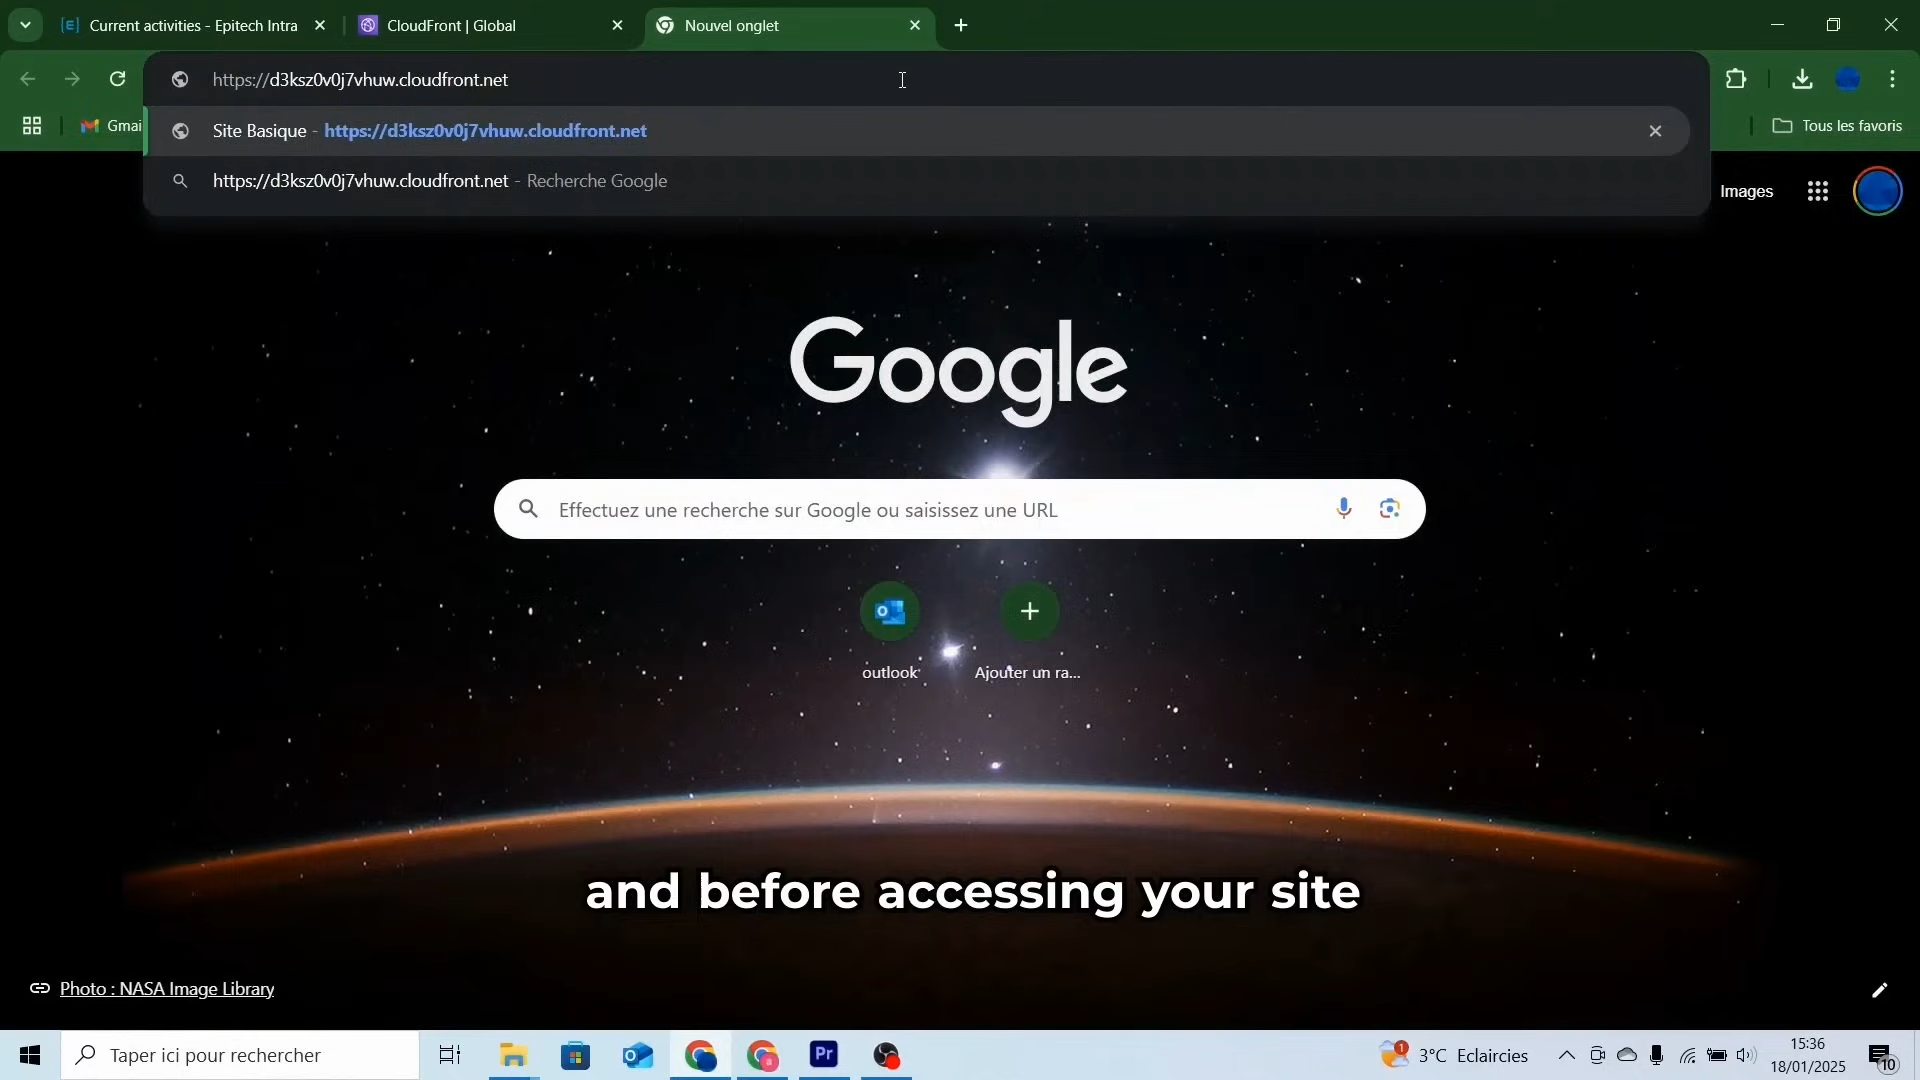 Current activities - Epitech Intra
CloudFront | Global
Nouvel onglet
https://d3ksz0v0j7vhuw.cloudfront.net
Site Basique - https://d3ksz0v0j7vhuw.cloudfront.net
https://d3ksz0v0j7vhuw.cloudfront.net - Recherche Google
Gmai
Tous les favoris
Images
Google
Effectuez une recherche sur Google ou saisissez une URL
outlook
Ajouter un ra...
and before accessing your site
Photo : NASA Image Library
Taper ici pour rechercher
Pr
1
3°C Eclaircies
15:36
18/01/2025
10